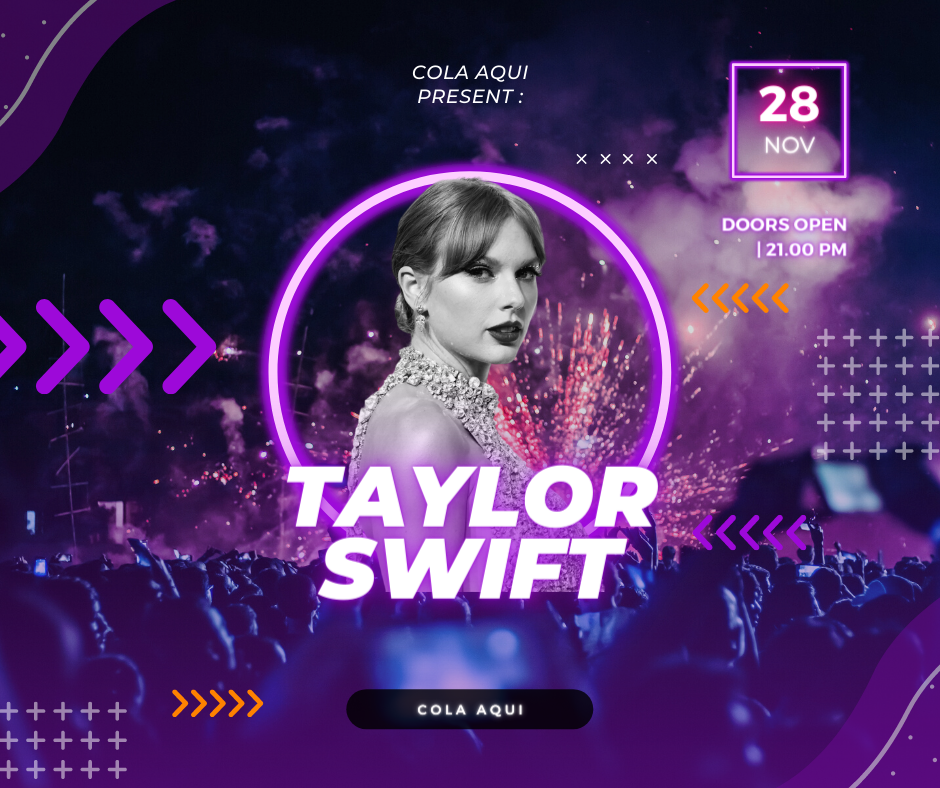 COLA AQUI
PRESENT :
28
NOV
DOORS OPEN
| 21.00 PM
TAYLOR
SWIFT
COLA AQUI